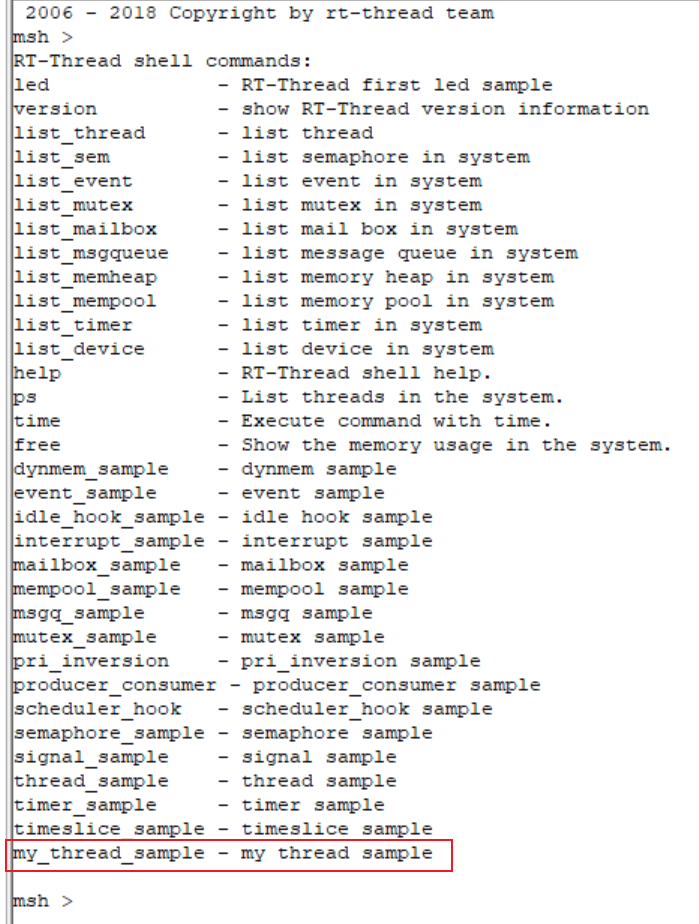 2006 - 2018 Copyright by rt-thread team
msh >
RT-Thread shell commands:
led              - RT-Thread first led sample
version          - show RT-Thread version information
list_thread      - list thread
list_sem         - list semaphore in system
list_event       - list event in system
list_mutex       - list mutex in system
list_mailbox     - list mail box in system
list_msgqueue    - list message queue in system
list_memheap     - list memory heap in system
list_mempool     - list memory pool in system
list_timer       - list timer in system
list_device      - list device in system
help             - RT-Thread shell help.
ps               - List threads in the system.
time             - Execute command with time.
free             - Show the memory usage in the system.
dynmem_sample    - dynmem sample
event_sample     - event sample
idle_hook_sample - idle hook sample
interrupt_sample - interrupt sample
mailbox_sample   - mailbox sample
mempool_sample   - mempool sample
msgq_sample      - msgq sample
mutex_sample     - mutex sample
pri_inversion    - pri_inversion sample
producer_consumer - producer_consumer sample
scheduler_hook   - scheduler_hook sample
semaphore_sample - semaphore sample
signal_sample    - signal sample
thread_sample    - thread sample
timer_sample     - timer sample
timeslice_sample - timeslice sample
my_thread_sample - my thread sample
msh >